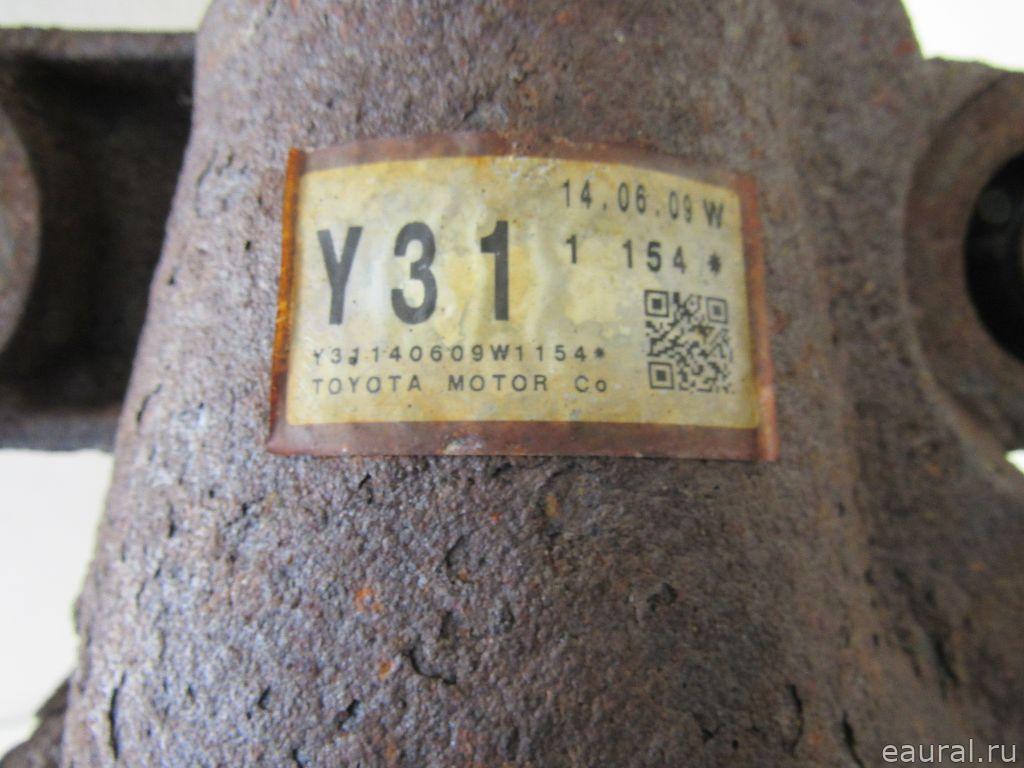 14.06.09 W
Y31 1 154 *
Y31140609W1154*
TOYOTA MOTOR Co
eaural.ru